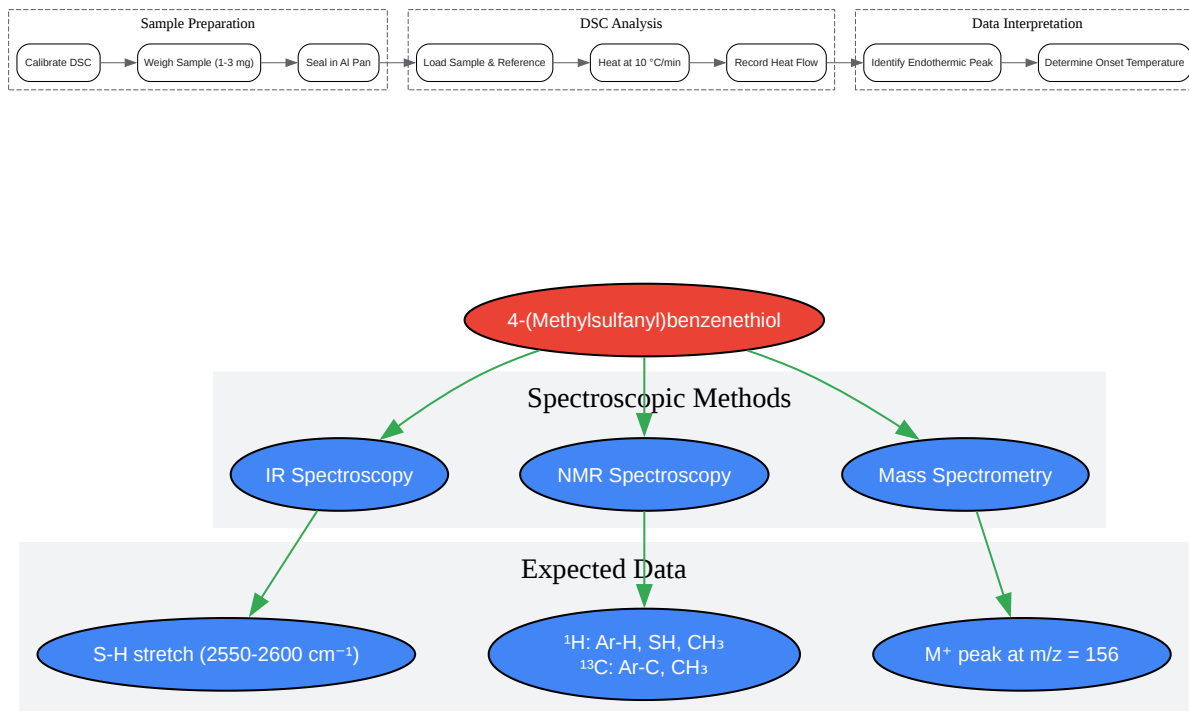 Sample Preparation
Calibrate DSC
Weigh Sample (1-3 mg)
Seal in Al Pan
DSC Analysis
Load Sample & Reference
Heat at 10 °C/min
Record Heat Flow
Data Interpretation
Identify Endothermic Peak
Determine Onset Temperature
4-(Methylsulfanyl)benzenethiol
Spectroscopic Methods
IR Spectroscopy
NMR Spectroscopy
Mass Spectrometry
Expected Data
S-H stretch (2550-2600 cm⁻¹)
¹H: Ar-H, SH, CH₃
¹³C: Ar-C, CH₃
M⁺ peak at m/z = 156